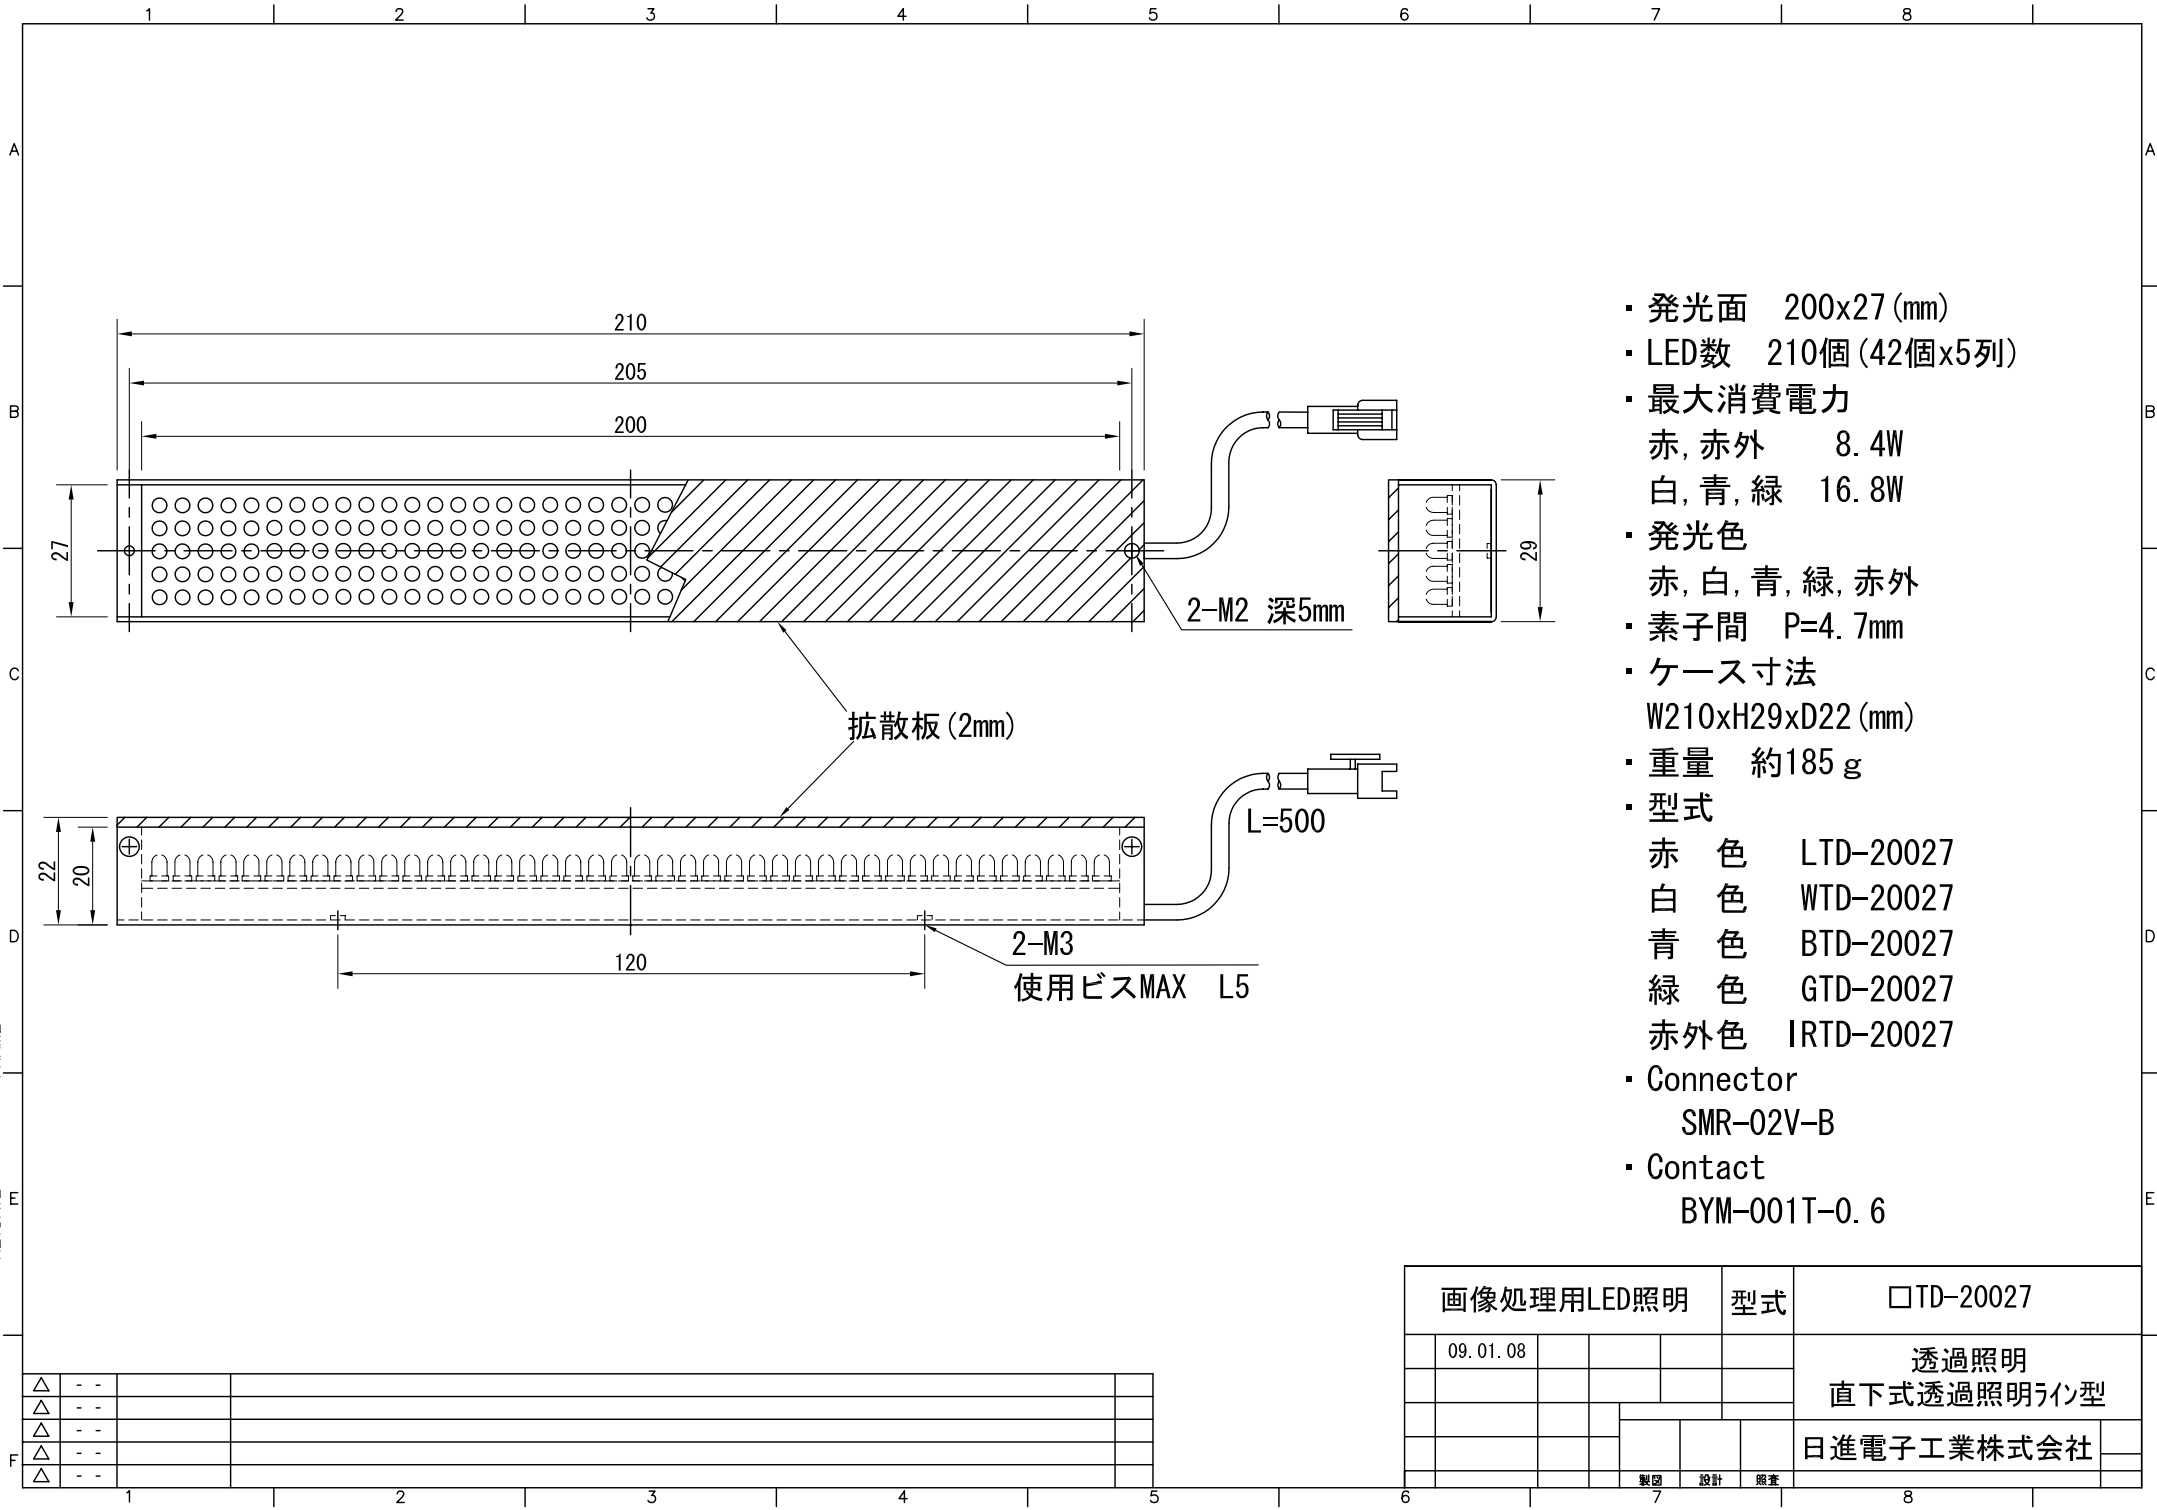 1 2 3 4 5 6 7 8
A A
B B
C C
D D
E E
F
210
205
200
27
29
2-M2 深5mm
拡散板(2mm)
L=500
22
20
120
2-M3
使用ビスMAX L5
・発光面 200x27(mm)
・LED数 210個(42個x5列)
・最大消費電力
赤,赤外 8.4W
白,青,緑 16.8W
・発光色
赤,白,青,緑,赤外
・素子間 P=4.7mm
・ケース寸法
W210xH29xD22(mm)
・重量 約185g
・型式
赤 色 LTD-20027
白 色 WTD-20027
青 色 BTD-20027
緑 色 GTD-20027
赤外色 IRTD-20027
・Connector
SMR-02V-B
・Contact
BYM-001T-0.6
画像処理用LED照明 型式 □TD-20027
09.01.08
透過照明
直下式透過照明ﾗｲﾝ型
日進電子工業株式会社
製図 設計 照査
△ - -
△ - -
△ - -
△ - -
△ - -
1 2 3 4 5 6 7 8